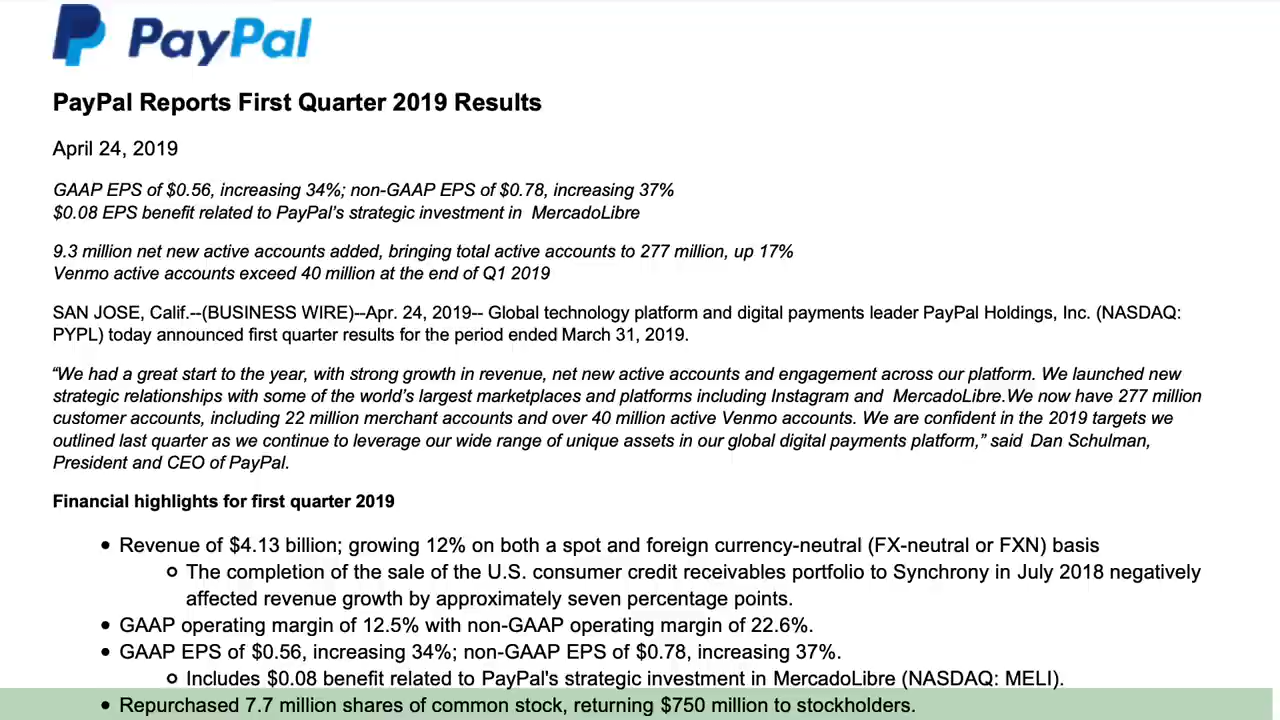 PayPal
PayPal Reports First Quarter 2019 Results
April 24, 2019
GAAP EPS of $0.56, increasing 34%; non-GAAP EPS of $0.78, increasing 37%
$0.08 EPS benefit related to PayPal's strategic investment in MercadoLibre
9.3 million net new active accounts added, bringing total active accounts to 277 million, up 17%
Venmo active accounts exceed 40 million at the end of Q1 2019
SAN JOSE, Calif.--(BUSINESS WIRE)--Apr. 24, 2019-- Global technology platform and digital payments leader PayPal Holdings, Inc. (NASDAQ:
PYPL) today announced first quarter results for the period ended March 31, 2019.
“We had a great start to the year, with strong growth in revenue, net new active accounts and engagement across our platform. We launched new
strategic relationships with some of the world’s largest marketplaces and platforms including Instagram and MercadoLibre.We now have 277 million
customer accounts, including 22 million merchant accounts and over 40 million active Venmo accounts. We are confident in the 2019 targets we
outlined last quarter as we continue to leverage our wide range of unique assets in our global digital payments platform,” said Dan Schulman,
President and CEO of PayPal.
Financial highlights for first quarter 2019
• Revenue of $4.13 billion; growing 12% on both a spot and foreign currency-neutral (FX-neutral or FXN) basis
o The completion of the sale of the U.S. consumer credit receivables portfolio to Synchrony in July 2018 negatively
affected revenue growth by approximately seven percentage points.
• GAAP operating margin of 12.5% with non-GAAP operating margin of 22.6%.
• GAAP EPS of $0.56, increasing 34%; non-GAAP EPS of $0.78, increasing 37%.
o Includes $0.08 benefit related to PayPal's strategic investment in MercadoLibre (NASDAQ: MELI).
• Repurchased 7.7 million shares of common stock, returning $750 million to stockholders.